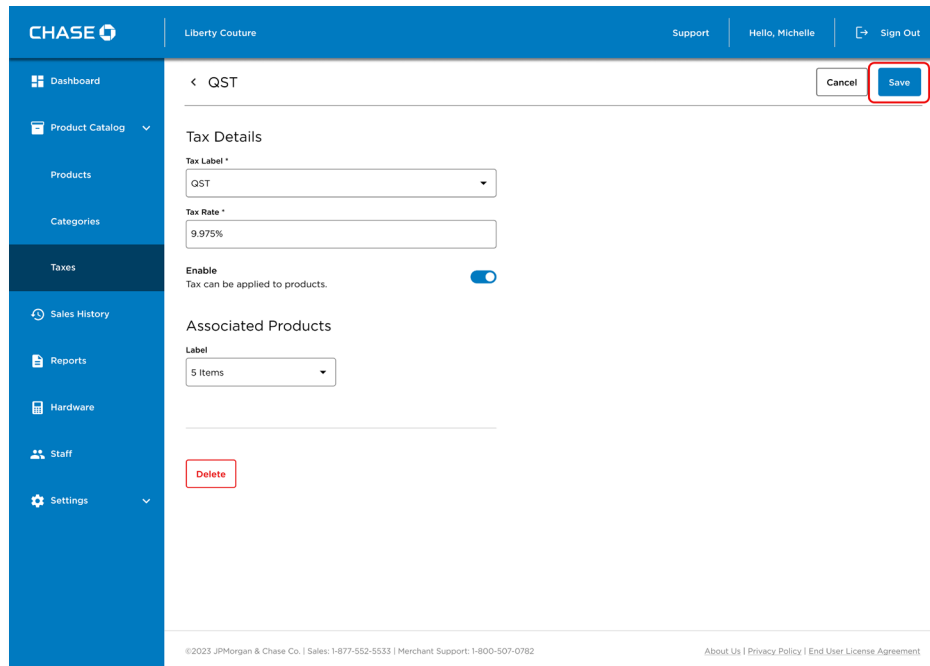 CHASE
Liberty Couture
Support
Hello, Michelle
Sign Out
Dashboard
Product Catalog
Products
Categories
Taxes
Sales History
Reports
Hardware
Staff
Settings
QST
Cancel
Save
Tax Details
Tax Label *
QST
Tax Rate *
9.975%
Enable
Tax can be applied to products.
Associated Products
Label
5 Items
Delete
©2023 JPMorgan & Chase Co. | Sales: 1-877-552-5533 | Merchant Support: 1-800-507-0782
About Us | Privacy Policy | End User License Agreement